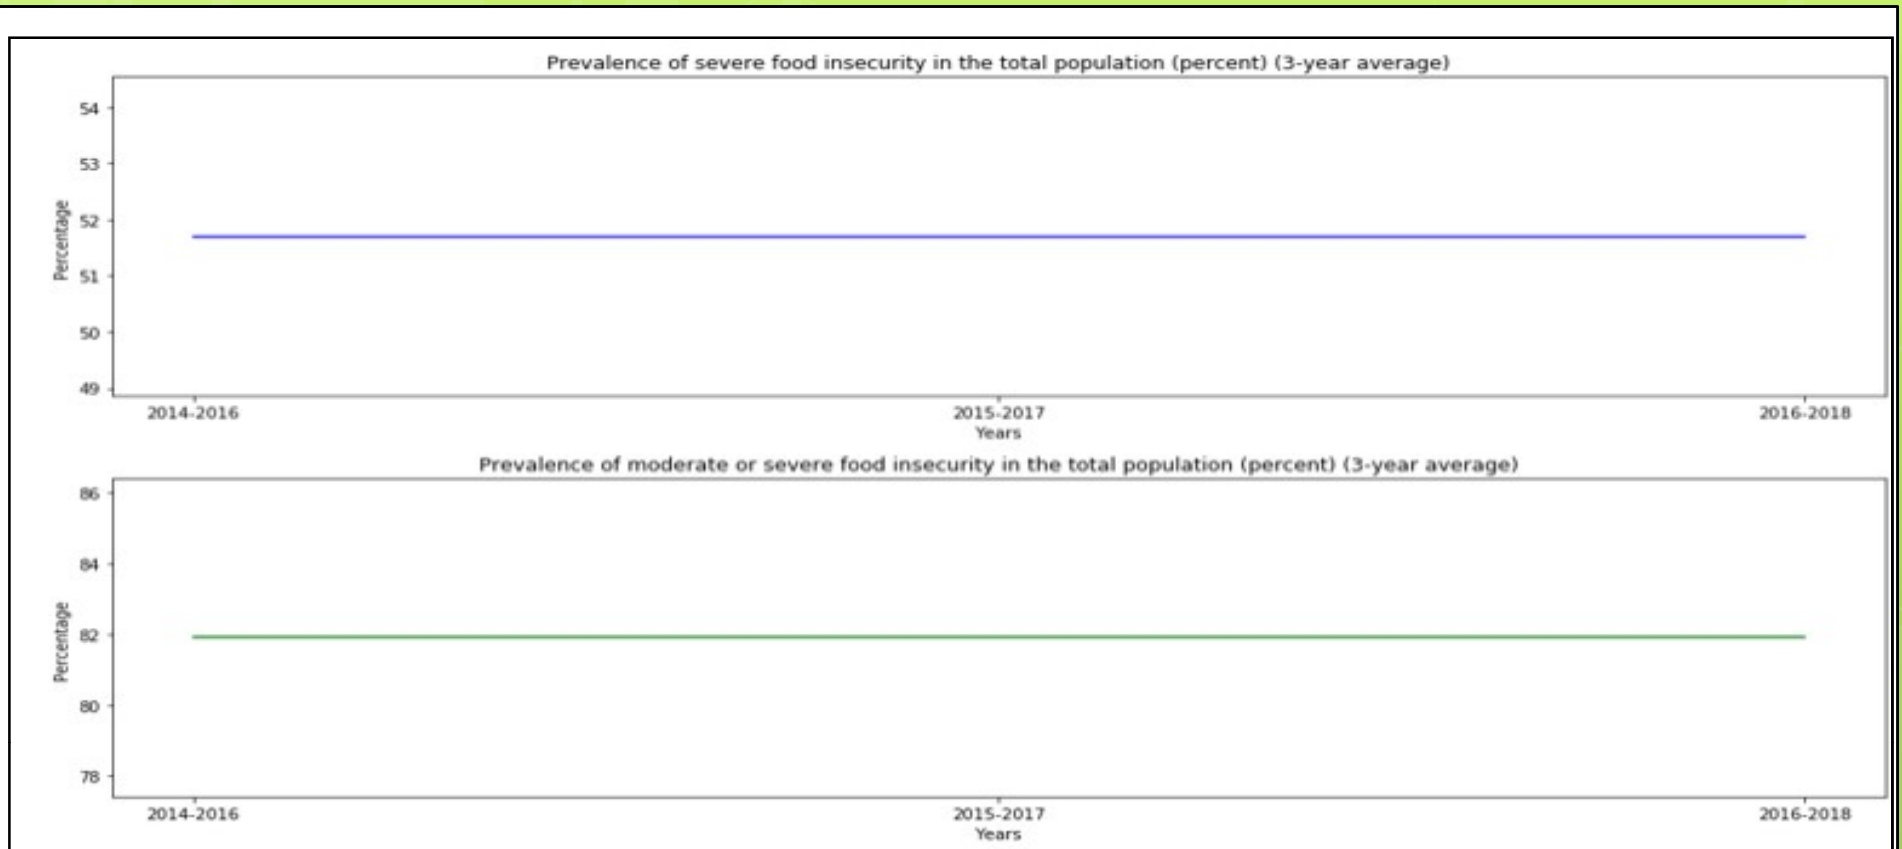 Prevalence of severe food insecurity in the total population (percent) (3-year average)
54
53
52
51
50
49
Percentage
2014-2016 2015-2017 2016-2018
Years
Prevalence of moderate or severe food insecurity in the total population (percent) (3-year average)
86
84
82
80
78
Percentage
2014-2016 2015-2017 2016-2018
Years